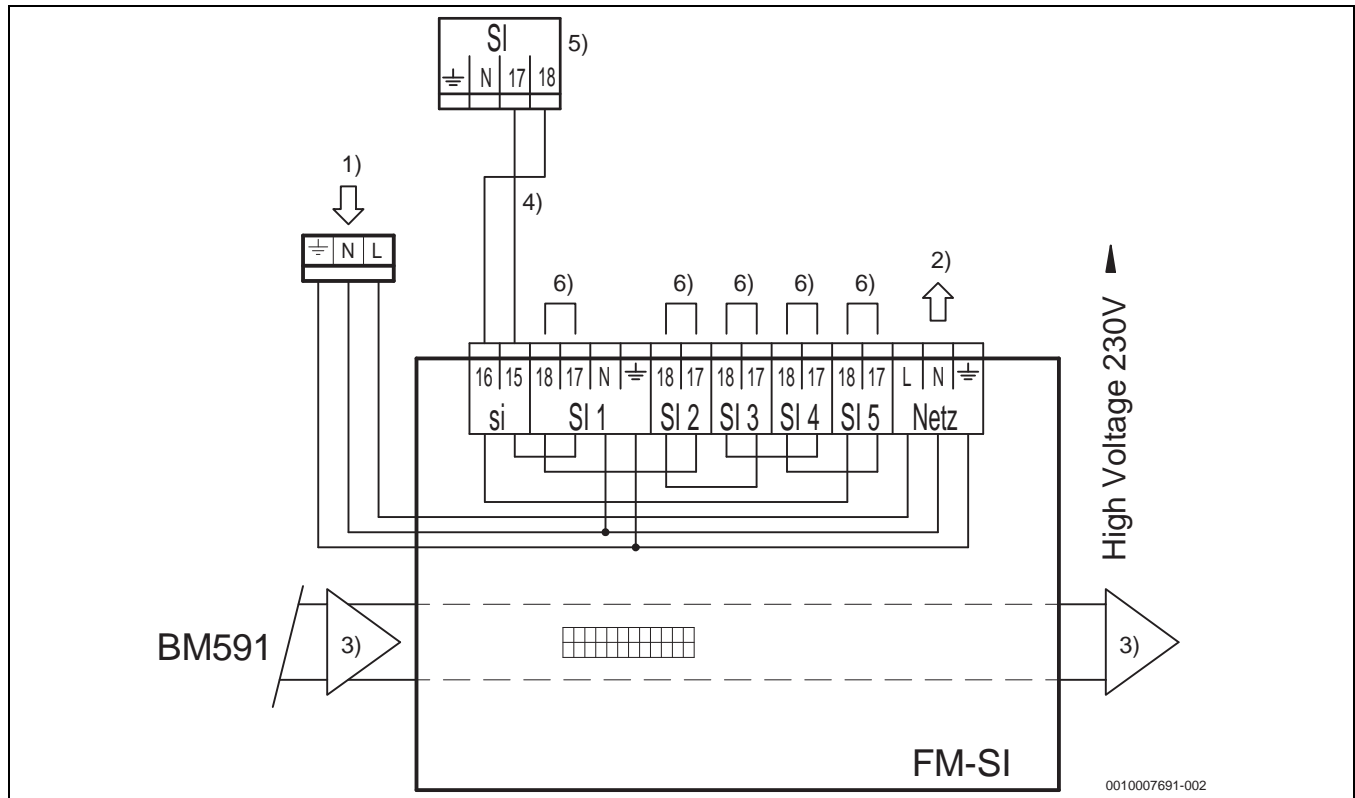 SI 5)
N 17 18
1)
4)
N L
6) 6) 6) 6) 6) 2)
16 15 18 17 N 18 17 18 17 18 17 18 17 L N
si SI 1 SI 2 SI 3 SI 4 SI 5 Netz
High Voltage 230V
BM591 3) 3)
FM-SI
0010007691-002